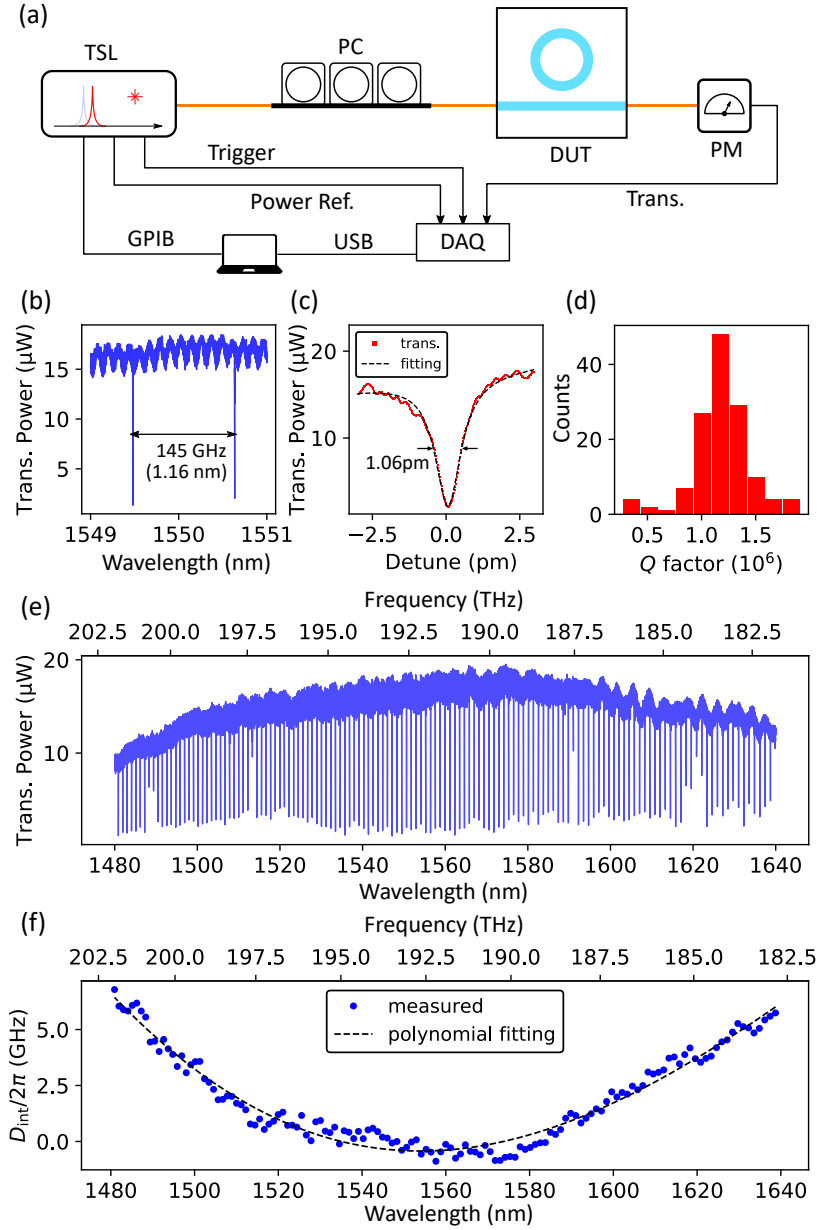 (a)
TSL
PC
DUT
PM
Trigger
Power Ref.
Trans.
GPIB
USB
DAQ
(b)
Trans. Power (μW)
15
10
5
145 GHz
(1.16 nm)
1549
1550
1551
Wavelength (nm)
(c)
Trans. Power (μW)
20
10
trans.
fitting
1.06pm
−2.5
0.0
2.5
Detune (pm)
(d)
Counts
40
20
0
0.5
1.0
1.5
Q factor (10⁶)
(e)
Frequency (THz)
202.5 200.0 197.5 195.0 192.5 190.0 187.5 185.0 182.5
Trans. Power (μW)
20
10
1480 1500 1520 1540 1560 1580 1600 1620 1640
Wavelength (nm)
(f)
Frequency (THz)
202.5 200.0 197.5 195.0 192.5 190.0 187.5 185.0 182.5
D_int/2π (GHz)
5.0
2.5
0.0
measured
polynomial fitting
1480 1500 1520 1540 1560 1580 1600 1620 1640
Wavelength (nm)